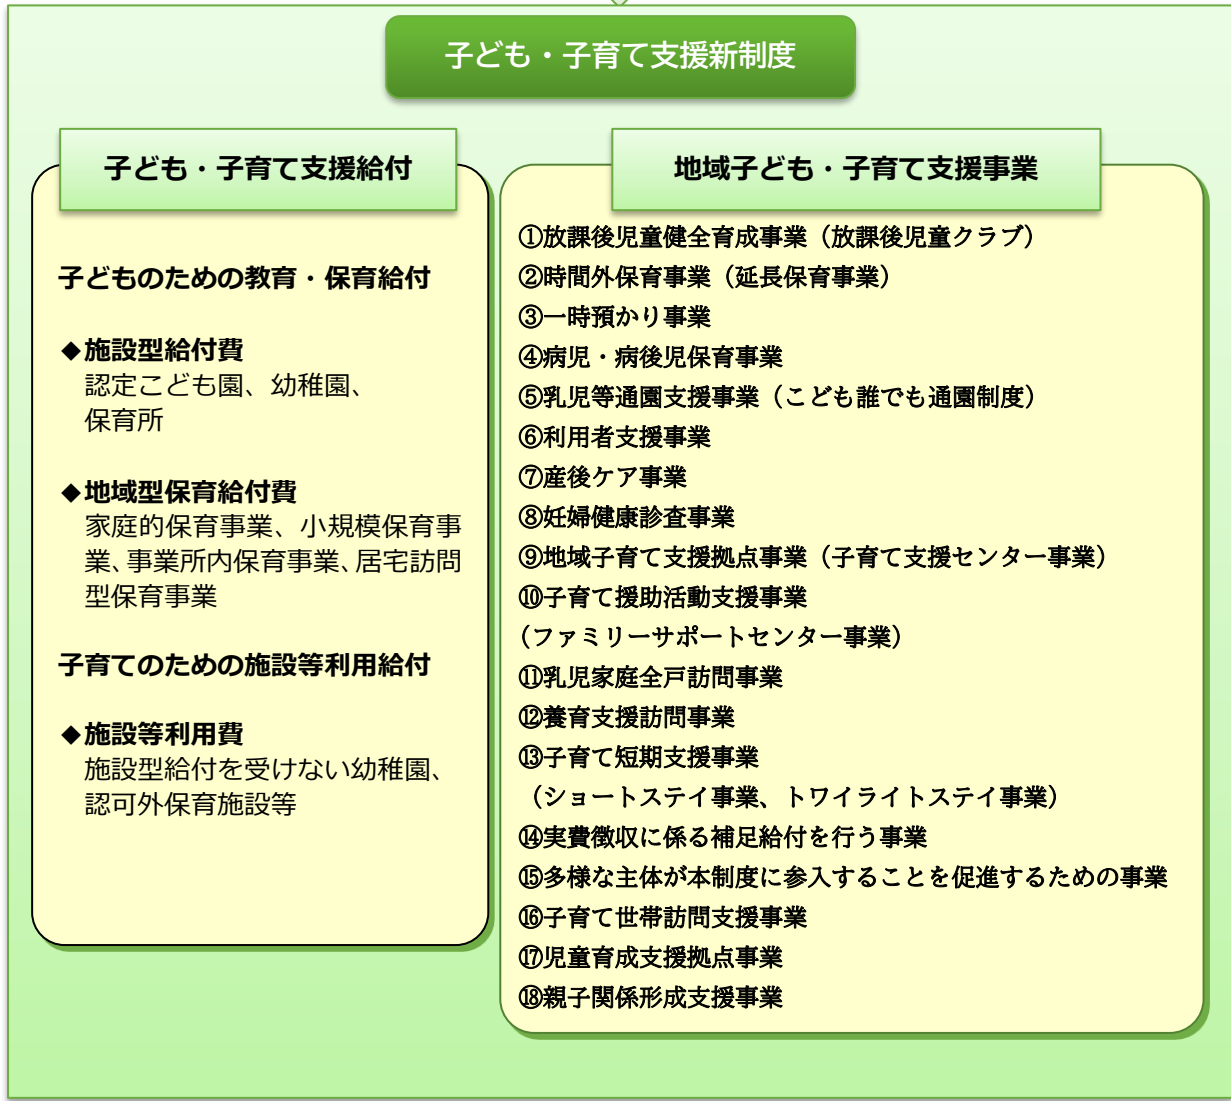 子ども・子育て支援新制度
子ども・子育て支援給付
子どものための教育・保育給付
◆施設型給付費
認定こども園、幼稚園、
保育所
◆地域型保育給付費
家庭的保育事業、小規模保育事
業、事業所内保育事業、居宅訪問
型保育事業
子育てのための施設等利用給付
◆施設等利用費
施設型給付を受けない幼稚園、
認可外保育施設等
地域子ども・子育て支援事業
①放課後児童健全育成事業（放課後児童クラブ）
②時間外保育事業（延長保育事業）
③一時預かり事業
④病児・病後児保育事業
⑤乳児等通園支援事業（こども誰でも通園制度）
⑥利用者支援事業
⑦産後ケア事業
⑧妊婦健康診査事業
⑨地域子育て支援拠点事業（子育て支援センター事業）
⑩子育て援助活動支援事業
（ファミリーサポートセンター事業）
⑪乳児家庭全戸訪問事業
⑫養育支援訪問事業
⑬子育て短期支援事業
（ショートステイ事業、トワイライトステイ事業）
⑭実費徴収に係る補足給付を行う事業
⑮多様な主体が本制度に参入することを促進するための事業
⑯子育て世帯訪問支援事業
⑰児童育成支援拠点事業
⑱親子関係形成支援事業